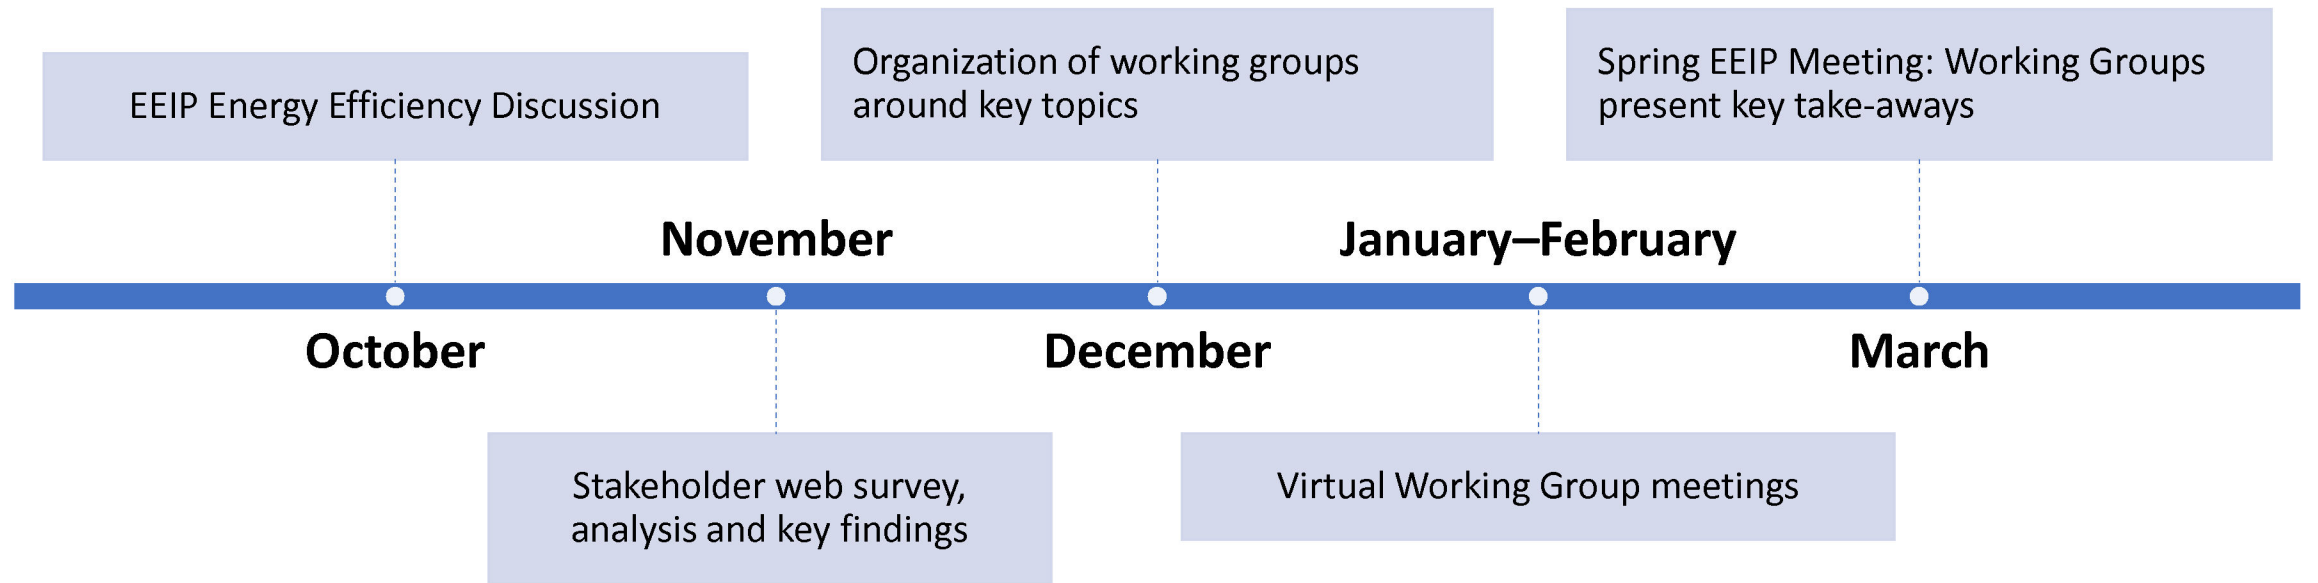 EEIP Energy Efficiency Discussion
Organization of working groups
around key topics
Spring EEIP Meeting: Working Groups
present key take-aways
November
January–February
October
December
March
Stakeholder web survey,
analysis and key findings
Virtual Working Group meetings